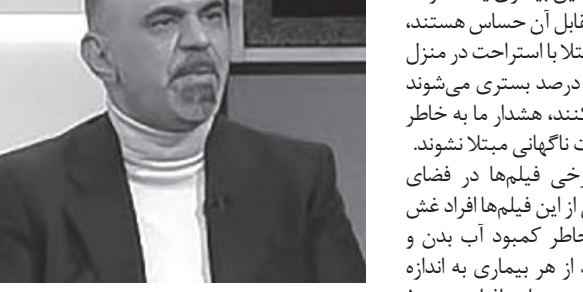 قابل آن حساس هستند،
بتلا با استراحت در منزل
درصد بستری می‌شوند
کنند، هشدار ما به خاطر
ت ناگهانی مبتلا نشوند.
رخی فیلم‌ها در فضای
از این فیلم‌ها افراد غش
خاطر کمبود آب بدن و
از هر بیماری به اندازه